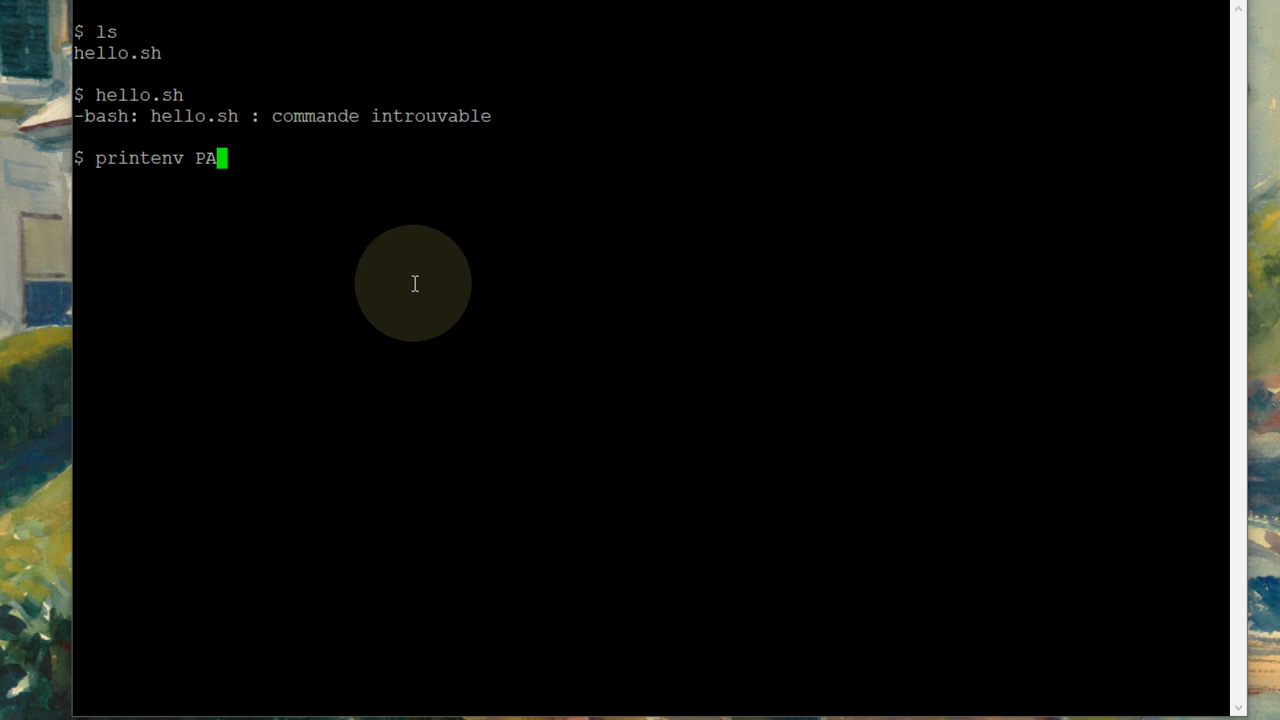 $ ls
hello.sh
$ hello.sh
-bash: hello.sh : commande introuvable
$ printenv PA